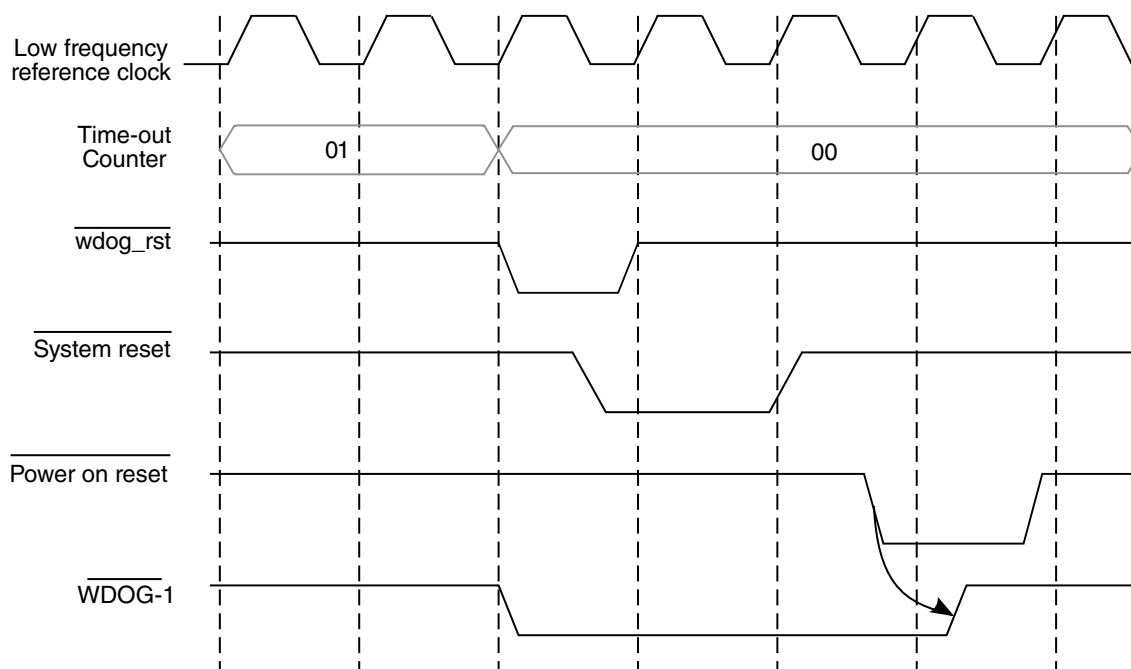 Low frequency
reference clock
Time-out
Counter
01
00
wdog_rst
System reset
Power on reset
WDOG-1